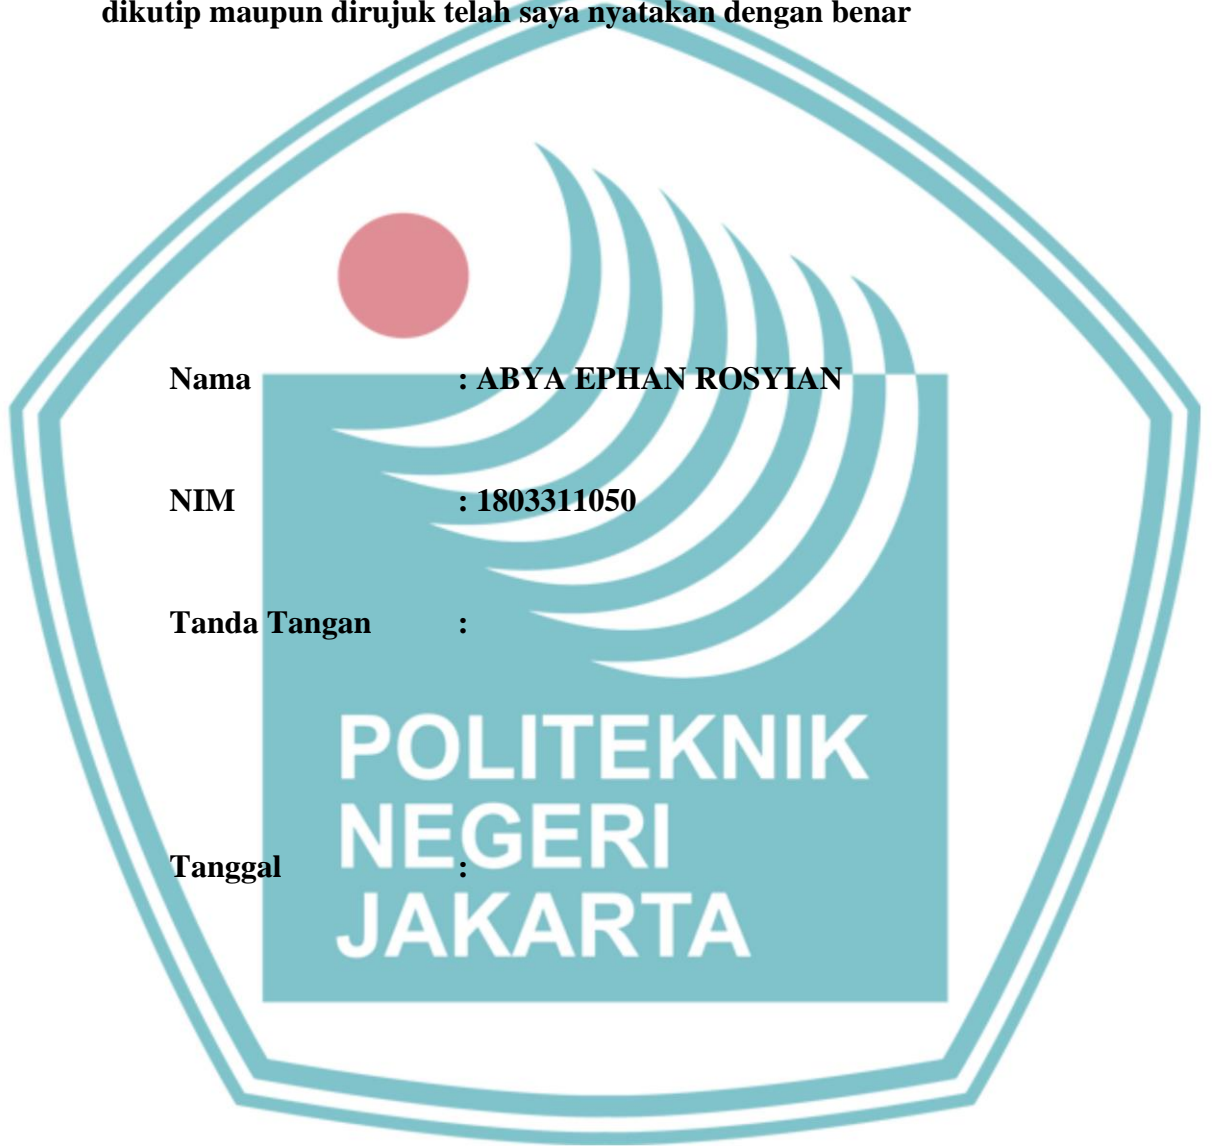 dikutip maupun dirujuk telah saya nyatakan dengan benar
Nama : ABYA EPHAN ROSYIAN
NIM : 1803311050
Tanda Tangan :
Tanggal :
POLITEKNIK
NEGERI
JAKARTA